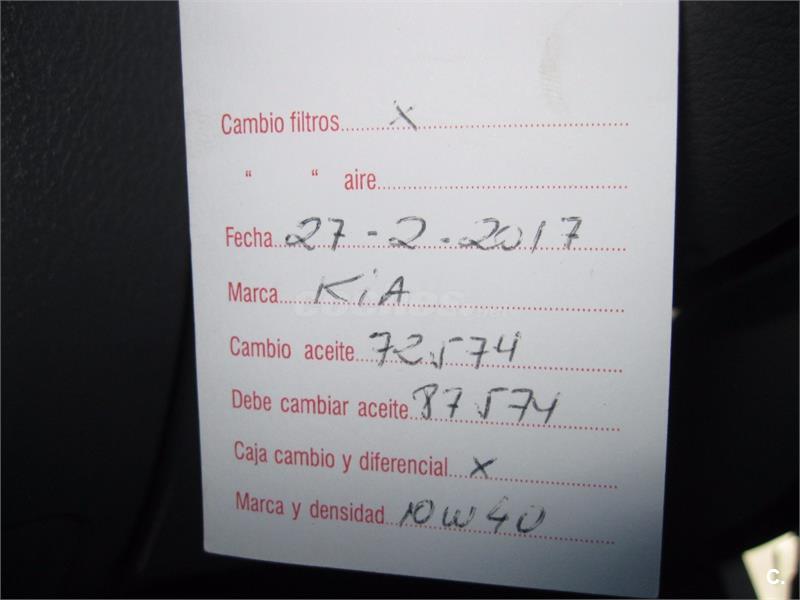 Cambio filtros X
“ “ aire
Fecha 27-2-2017
Marca KiA
Cambio aceite 72574
Debe cambiar aceite 87574
Caja cambio y diferencial X
Marca y densidad 10W40
C.